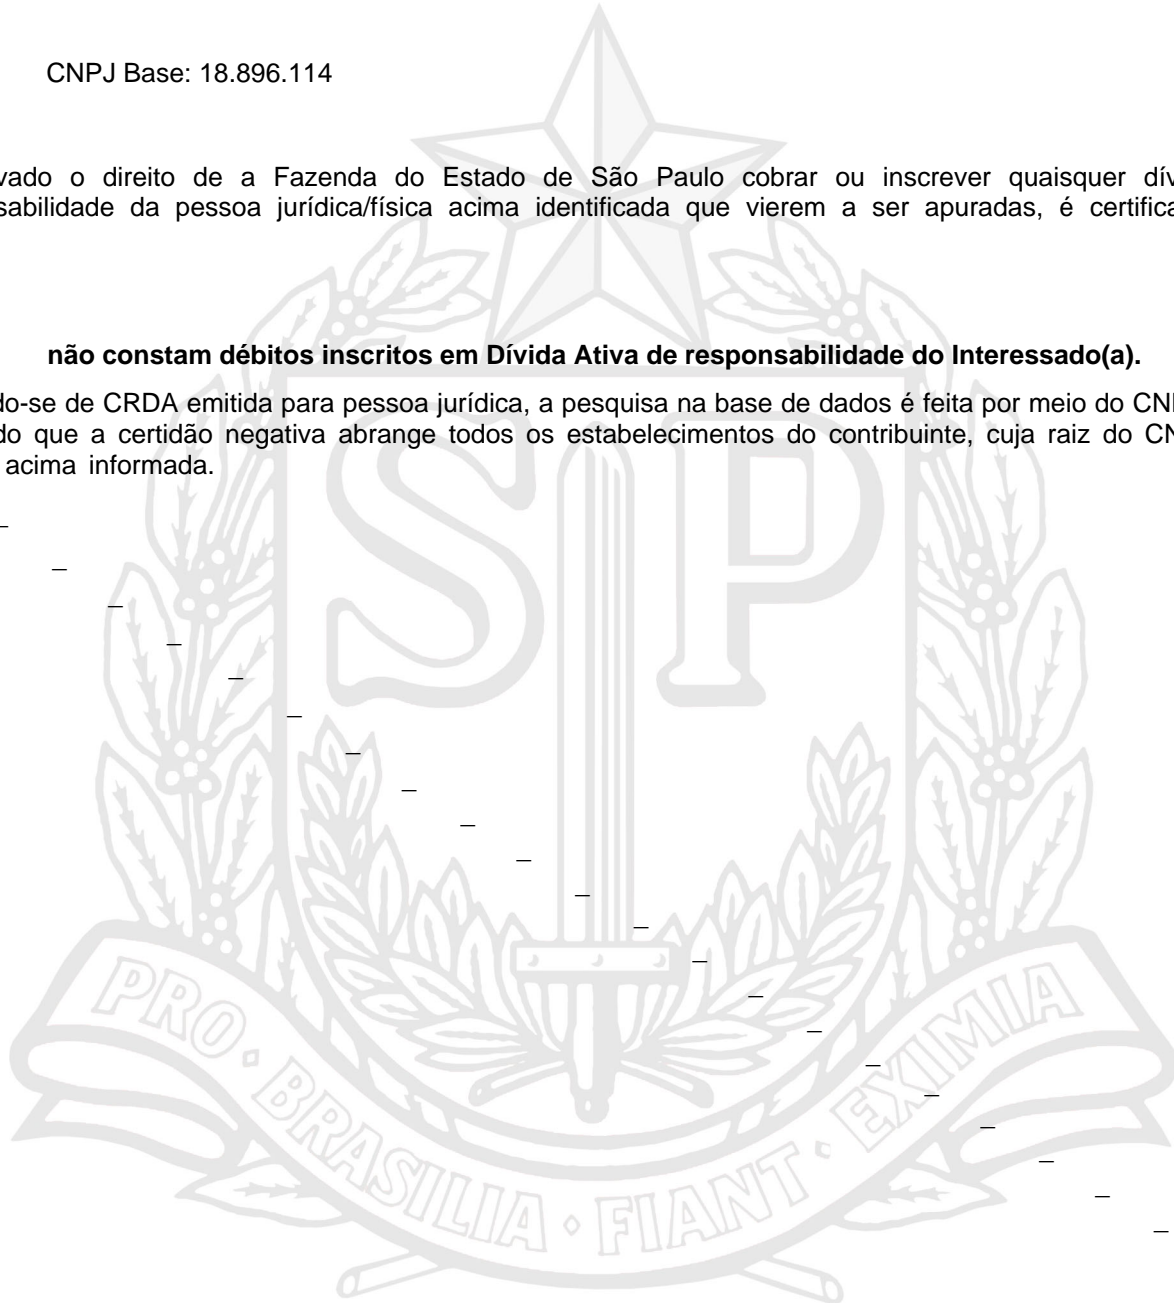 CNPJ Base: 18.896.114
vado o direito de a Fazenda do Estado de São Paulo cobrar ou inscrever quaisquer dív
sabilidade da pessoa jurídica/física acima identificada que vierem a ser apuradas, é certifica
não constam débitos inscritos em Dívida Ativa de responsabilidade do Interessado(a).
do-se de CRDA emitida para pessoa jurídica, a pesquisa na base de dados é feita por meio do CN
do que a certidão negativa abrange todos os estabelecimentos do contribuinte, cuja raiz do CN
acima informada.
SP
PRO · BRASILIA · FIANT · EXIMIA